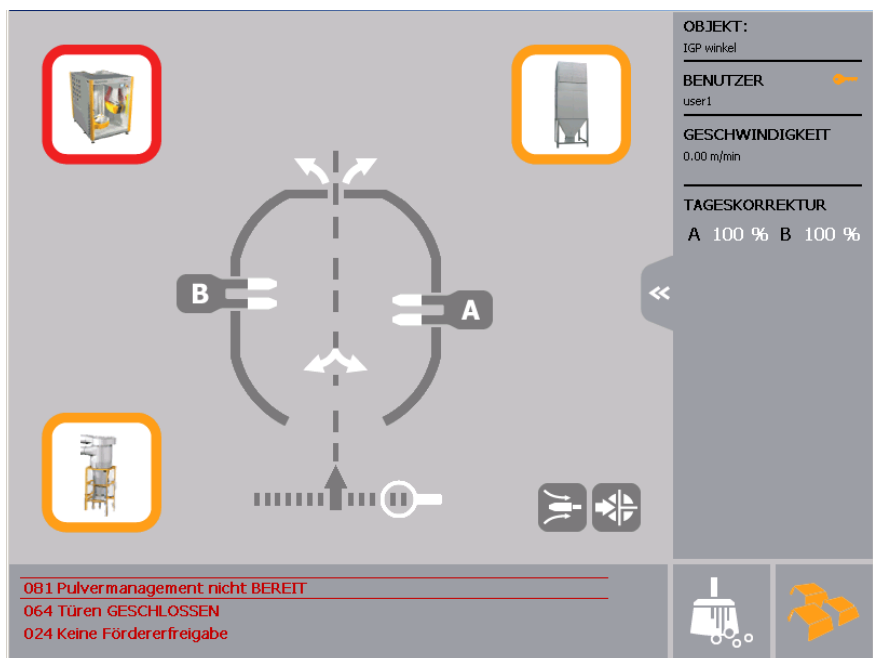 OBJEKT:
IGP winkel
BENUTZER
user1
GESCHWINDIGKEIT
0.00 m/min
TAGESKORREKTUR
A 100 % B 100 %
B
A
081 Pulvermanagement nicht BEREIT
064 Türen GESCHLOSSEN
024 Keine Fördererfreigabe